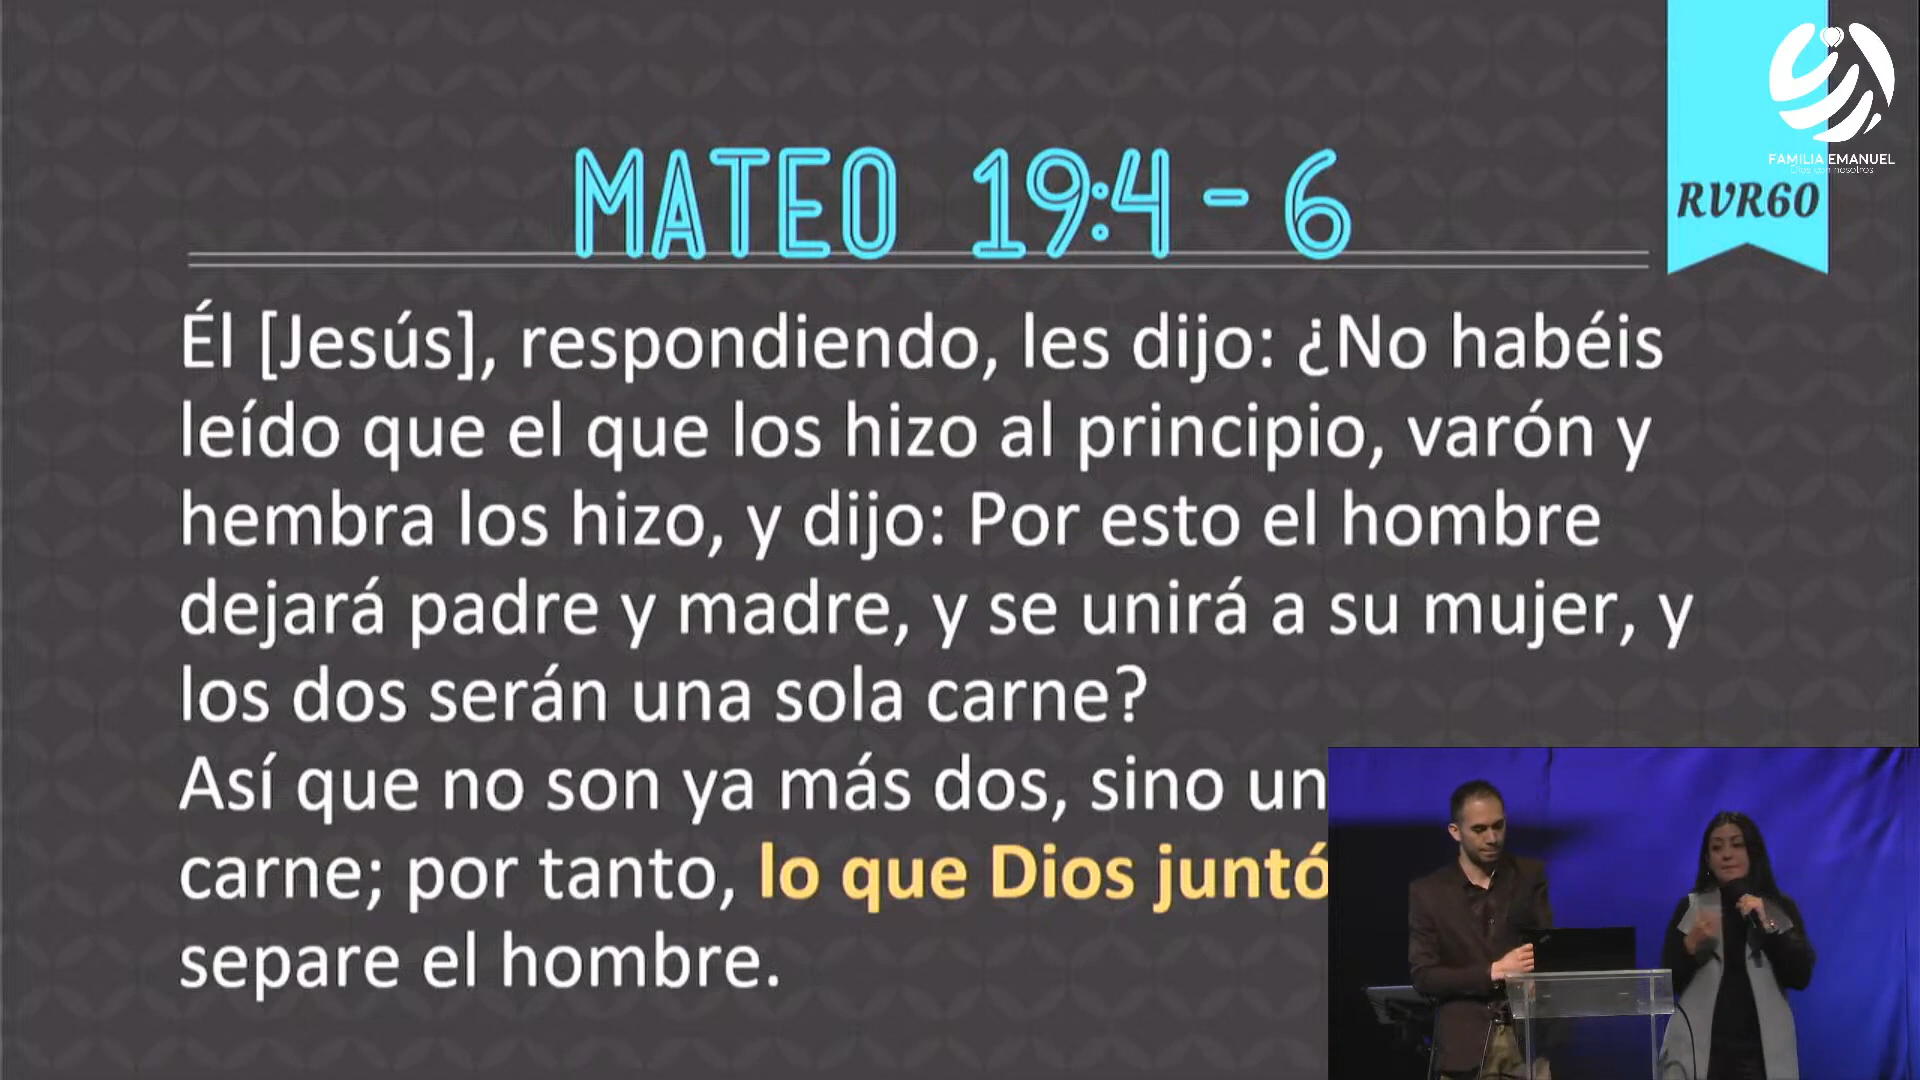 FAMILIA EMANUEL
Dios con nosotros
RVR60
MATEO 19:4 - 6
Él [Jesús], respondiendo, les dijo: ¿No habéis
leído que el que los hizo al principio, varón y
hembra los hizo, y dijo: Por esto el hombre
dejará padre y madre, y se unirá a su mujer, y
los dos serán una sola carne?
Así que no son ya más dos, sino un
carne; por tanto, lo que Dios juntó
separe el hombre.